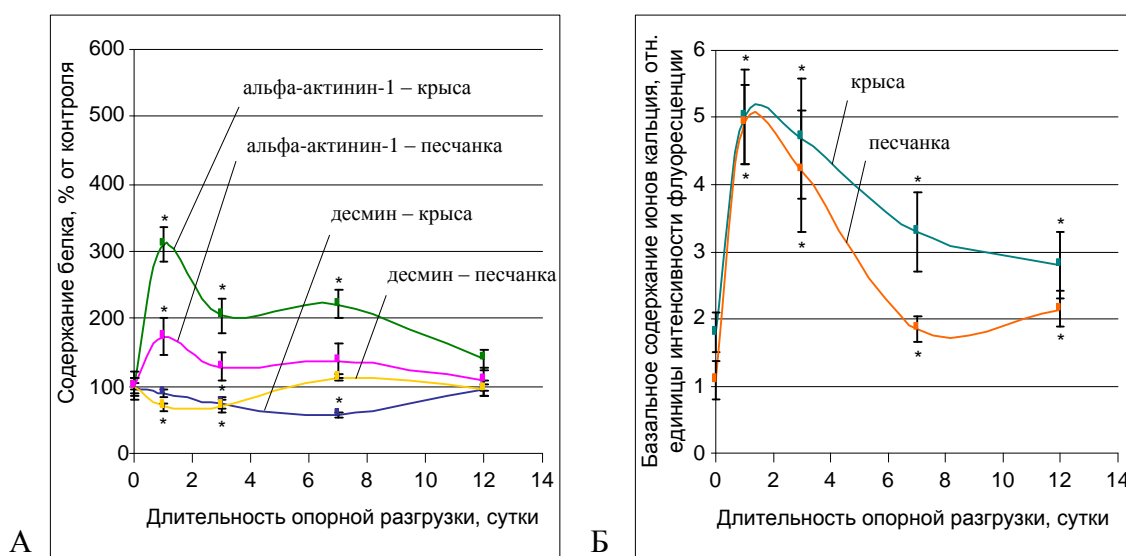 600
500
400
300
200
100
0
Содержание белка, % от контроля
альфа-актинин-1 – крыса
альфа-актинин-1 – песчанка
десмин – крыса
десмин – песчанка
*
*
*
*
*
*
*
*
*
0 2 4 6 8 10 12 14
Длительность опорной разгрузки, сутки
А
6
5
4
3
2
1
0
Базальное содержание ионов кальция, отн.
единицы интенсивности флуоресценции
крыса
песчанка
*
*
*
*
*
*
*
*
0 2 4 6 8 10 12 14
Длительность опорной разгрузки, сутки
Б